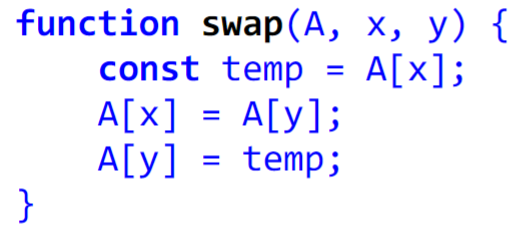 function swap(A, x, y) {
    const temp = A[x];
    A[x] = A[y];
    A[y] = temp;
}